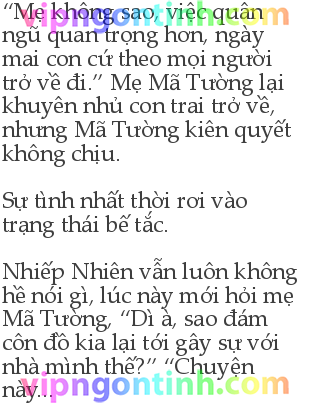 “Mẹ không sao, việc quân
ngũ quan trọng hơn, ngày
mai con cứ theo mọi người
trở về đi.” Mẹ Mã Tường lại
khuyên nhủ con trai trở về,
nhưng Mã Tường kiên quyết
không chịu.

Sự tình nhất thời rơi vào
trạng thái bế tắc.

Nhiếp Nhiên vẫn luôn không
hề nói gì, lúc này mới hỏi mẹ
Mã Tường, “Dì à, sao đám
côn đồ kia lại tới gây sự với
nhà mình thế?” “Chuyện
này...
vipngontinh.com
vipngontinh.com